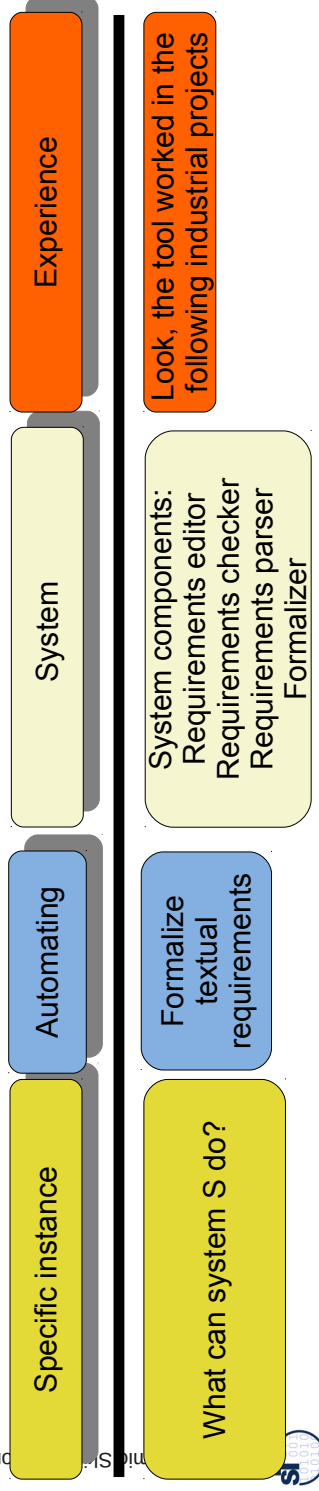 Specific instance
Automating
System
Experience
What can system S do?
Formalize
textual
requirements
System components:
Requirements editor
Requirements checker
Requirements parser
Formalizer
Look, the tool worked in the
following industrial projects